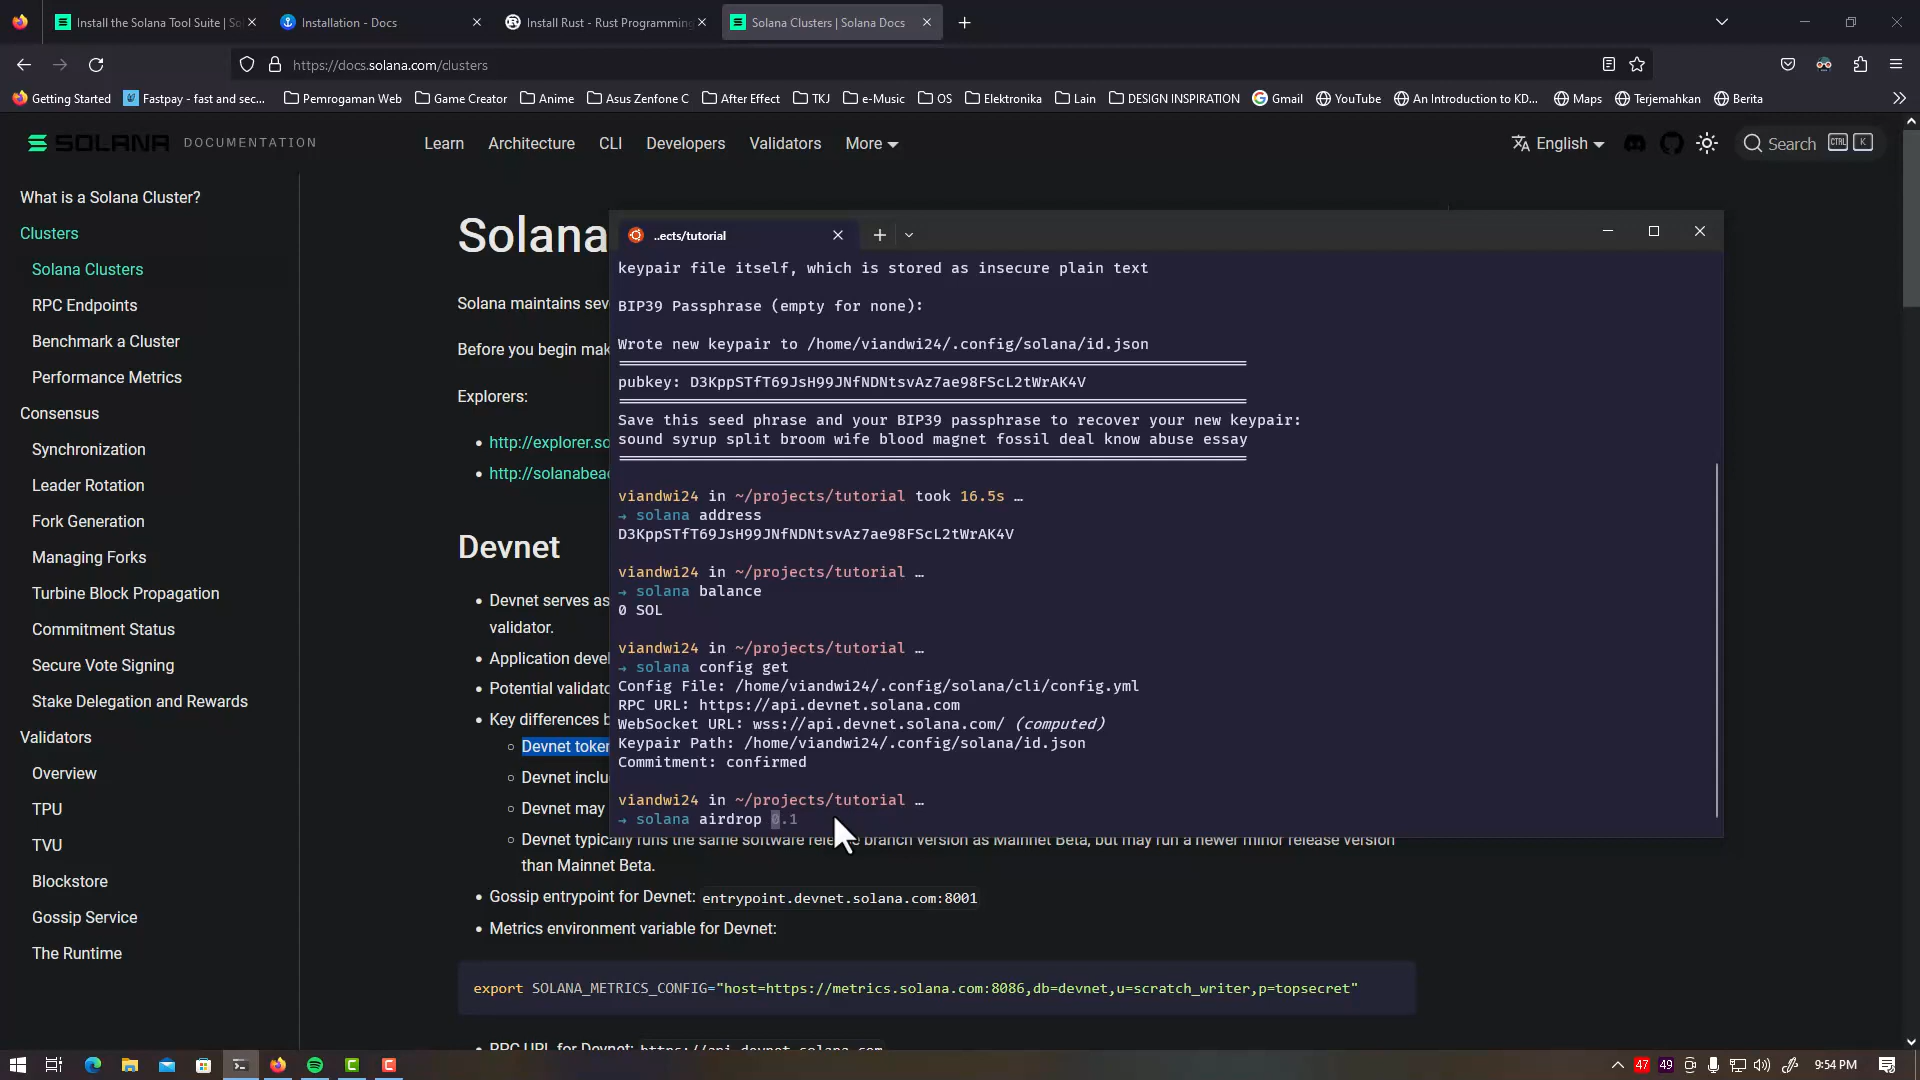 Install the Solana Tool Suite | So
Installation - Docs
Install Rust - Rust Programming
Solana Clusters | Solana Docs
https://docs.solana.com/clusters
Getting Started
Fastpay - fast and sec...
Pemrogaman Web
Game Creator
Anime
Asus Zenfone C
After Effect
TKJ
e-Music
OS
Elektronika
Lain
DESIGN INSPIRATION
Gmail
YouTube
An Introduction to KD...
Maps
Terjemahkan
Berita
SOLANA DOCUMENTATION
Learn
Architecture
CLI
Developers
Validators
More
English
Search CTRL K
What is a Solana Cluster?
Clusters
Solana Clusters
RPC Endpoints
Benchmark a Cluster
Performance Metrics
Consensus
Synchronization
Leader Rotation
Fork Generation
Managing Forks
Turbine Block Propagation
Commitment Status
Secure Vote Signing
Stake Delegation and Rewards
Validators
Overview
TPU
TVU
Blockstore
Gossip Service
The Runtime
Solana
Solana maintains sev
Before you begin mak
Explorers:
http://explorer.so
http://solanabeac
Devnet
Devnet serves as
validator.
Application devel
Potential validato
Key differences b
Devnet token
Devnet inclu
Devnet may
Devnet typically runs the same software release branch version as Mainnet Beta, but may run a newer minor release version
than Mainnet Beta.
Gossip entrypoint for Devnet: entrypoint.devnet.solana.com:8001
Metrics environment variable for Devnet:
export SOLANA_METRICS_CONFIG="host=https://metrics.solana.com:8086,db=devnet,u=scratch_writer,p=topsecret"
RPC URL for Devnet: https://api.devnet.solana.com
..ects/tutorial
keypair file itself, which is stored as insecure plain text
BIP39 Passphrase (empty for none):
Wrote new keypair to /home/viandwi24/.config/solana/id.json
pubkey: D3KppSTfT69JsH99JNfNDNtsvAz7ae98FScL2tWrAK4V
Save this seed phrase and your BIP39 passphrase to recover your new keypair:
sound syrup split broom wife blood magnet fossil deal know abuse essay
viandwi24 in ~/projects/tutorial took 16.5s …
→ solana address
D3KppSTfT69JsH99JNfNDNtsvAz7ae98FScL2tWrAK4V
viandwi24 in ~/projects/tutorial …
→ solana balance
0 SOL
viandwi24 in ~/projects/tutorial …
→ solana config get
Config File: /home/viandwi24/.config/solana/cli/config.yml
RPC URL: https://api.devnet.solana.com
WebSocket URL: wss://api.devnet.solana.com/ (computed)
Keypair Path: /home/viandwi24/.config/solana/id.json
Commitment: confirmed
viandwi24 in ~/projects/tutorial …
→ solana airdrop 0.1
47
49
9:54 PM